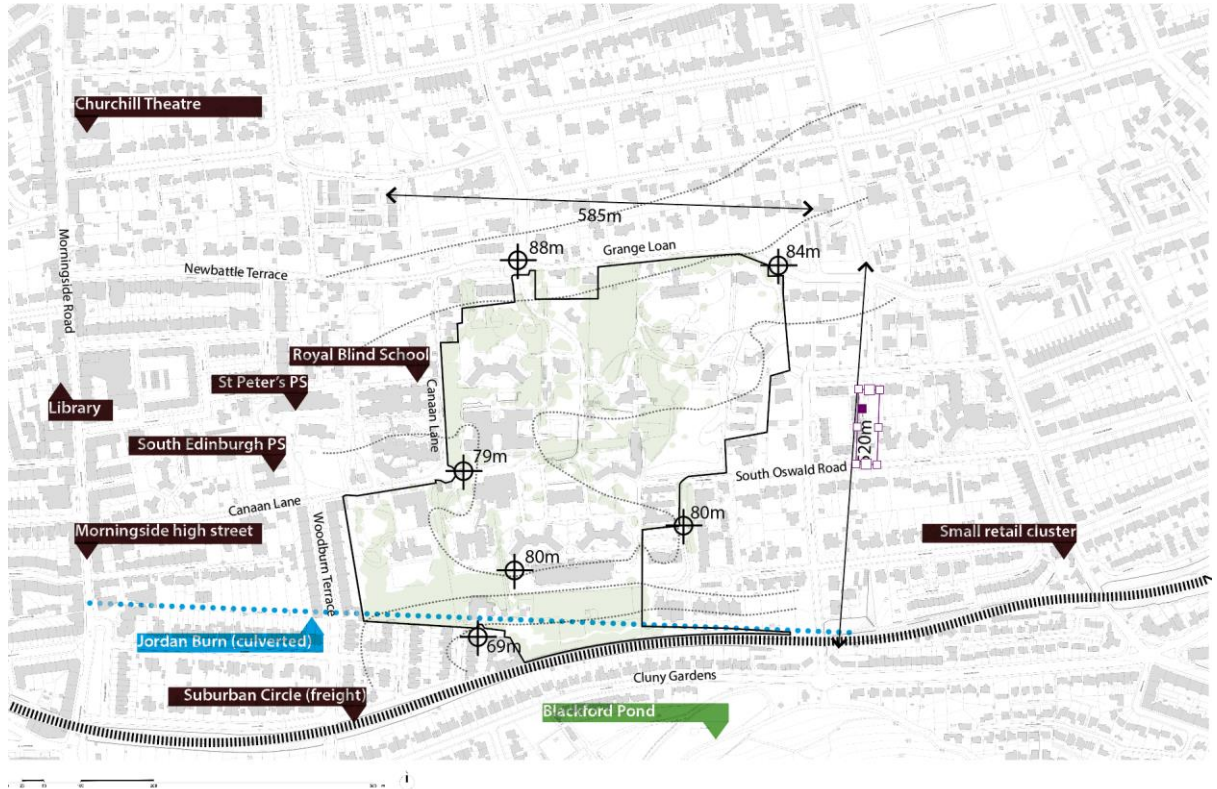 Churchill Theatre
585m
88m
Grange Loan
84m
Newbattle Terrace
Morningside Road
Royal Blind School
St Peter's PS
Canaan Lane
Library
South Edinburgh PS
79m
South Oswald Road
Canaan Lane
80m
Morningside high street
Woodburn Terrace
Small retail cluster
80m
Jordan Burn (culverted)
69m
Cluny Gardens
Suburban Circle (freight)
Blackford Pond